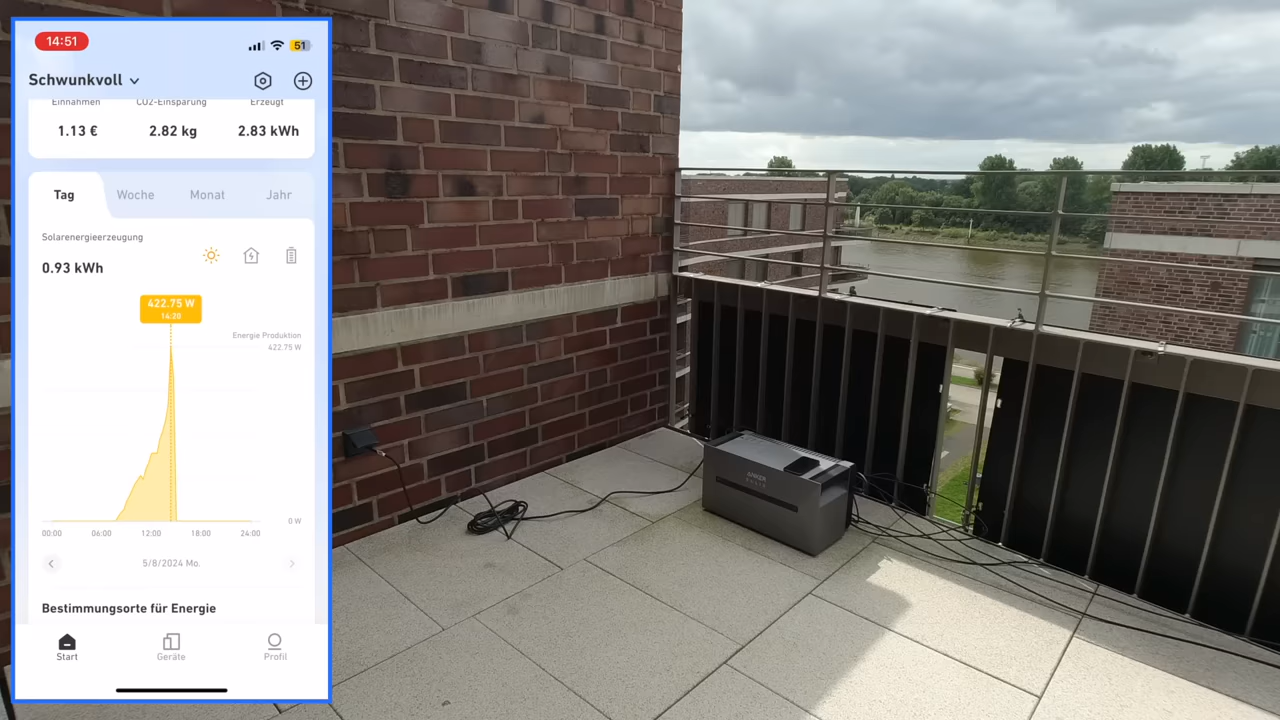 14:51
51
Schwunkvoll
Einnahmen CO2-Einsparung Erzeugt
1.13 € 2.82 kg 2.83 kWh
Tag Woche Monat Jahr
Solarenergieerzeugung
0.93 kWh
422.75 W
14:20
Energie Produktion
422.75 W
0 W
00:00 06:00 12:00 18:00 24:00
5/8/2024 Mo.
Bestimmungsorte für Energie
Start Geräte Profil
ANKER
SOLIX